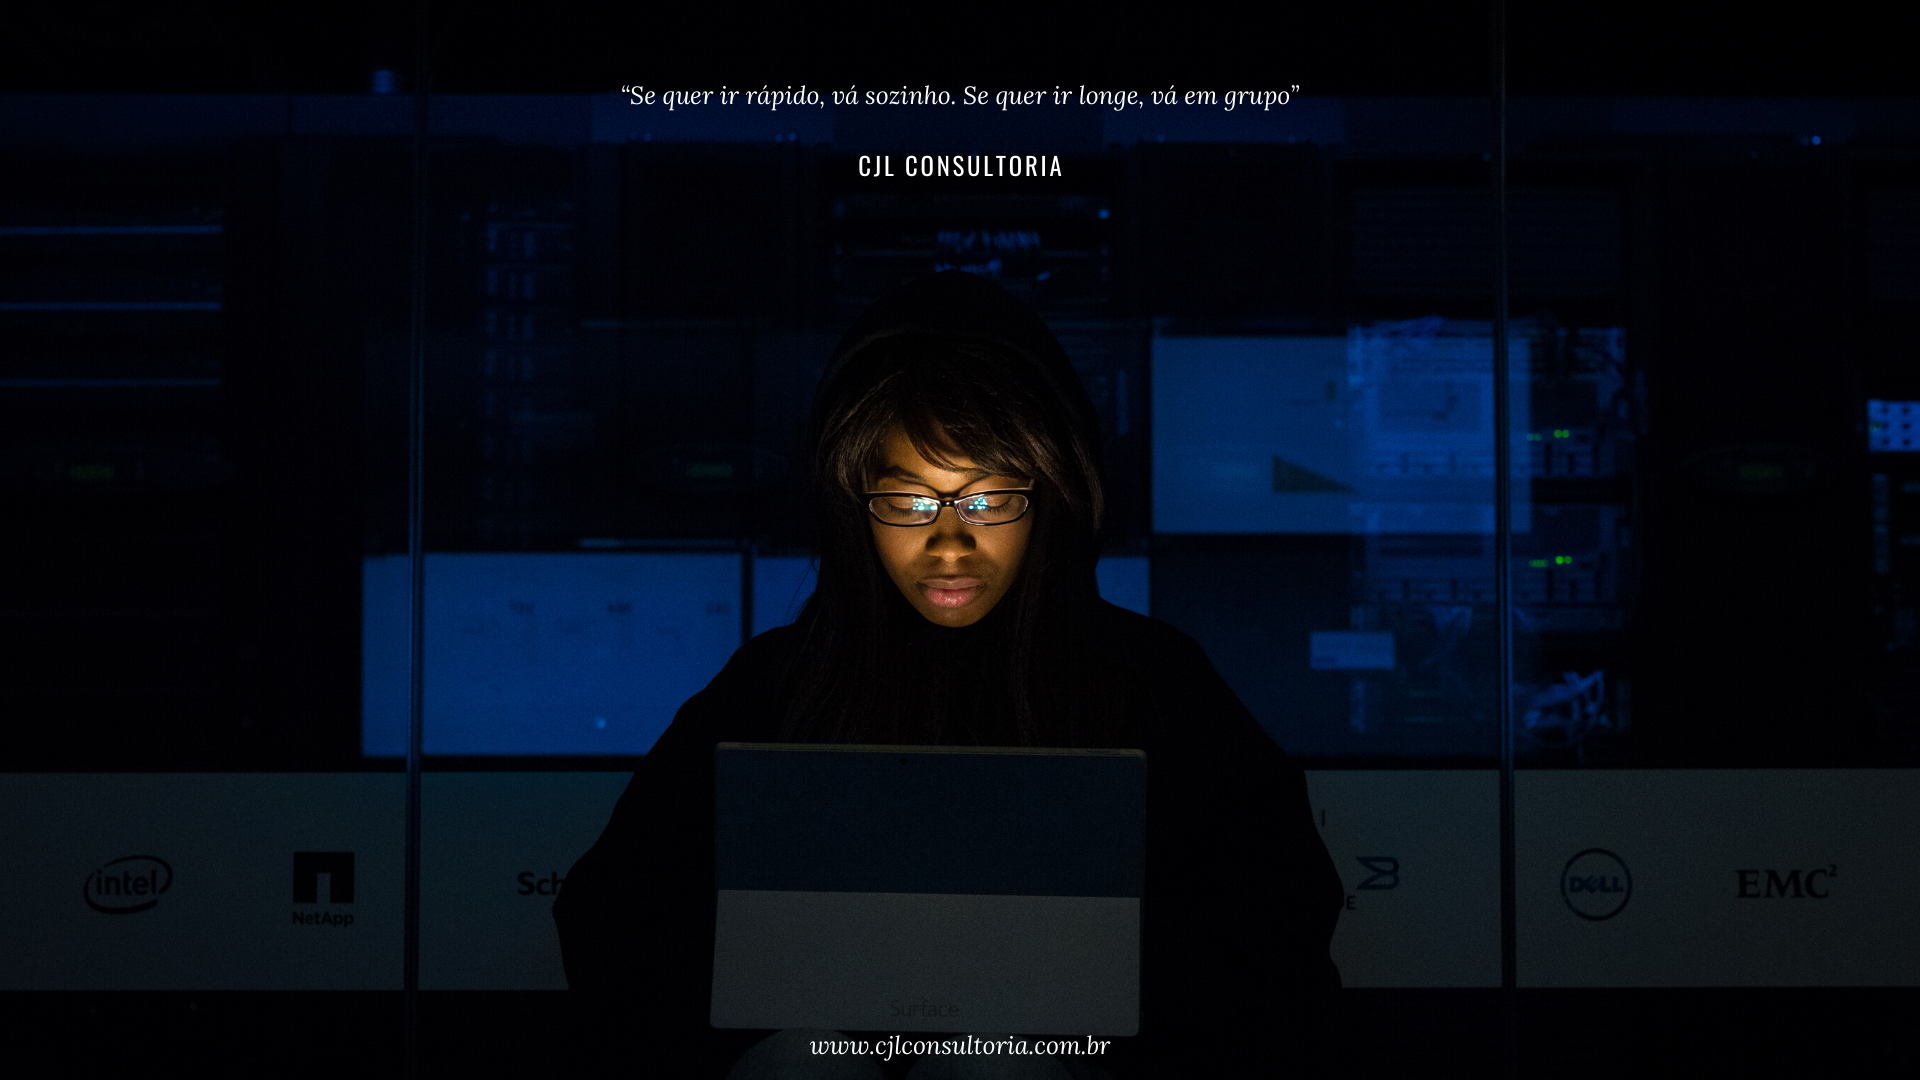 “Se quer ir rápido, vá sozinho. Se quer ir longe, vá em grupo”
CJL CONSULTORIA
intel
NetApp
DELL
EMC²
Surface
www.cjlconsultoria.com.br